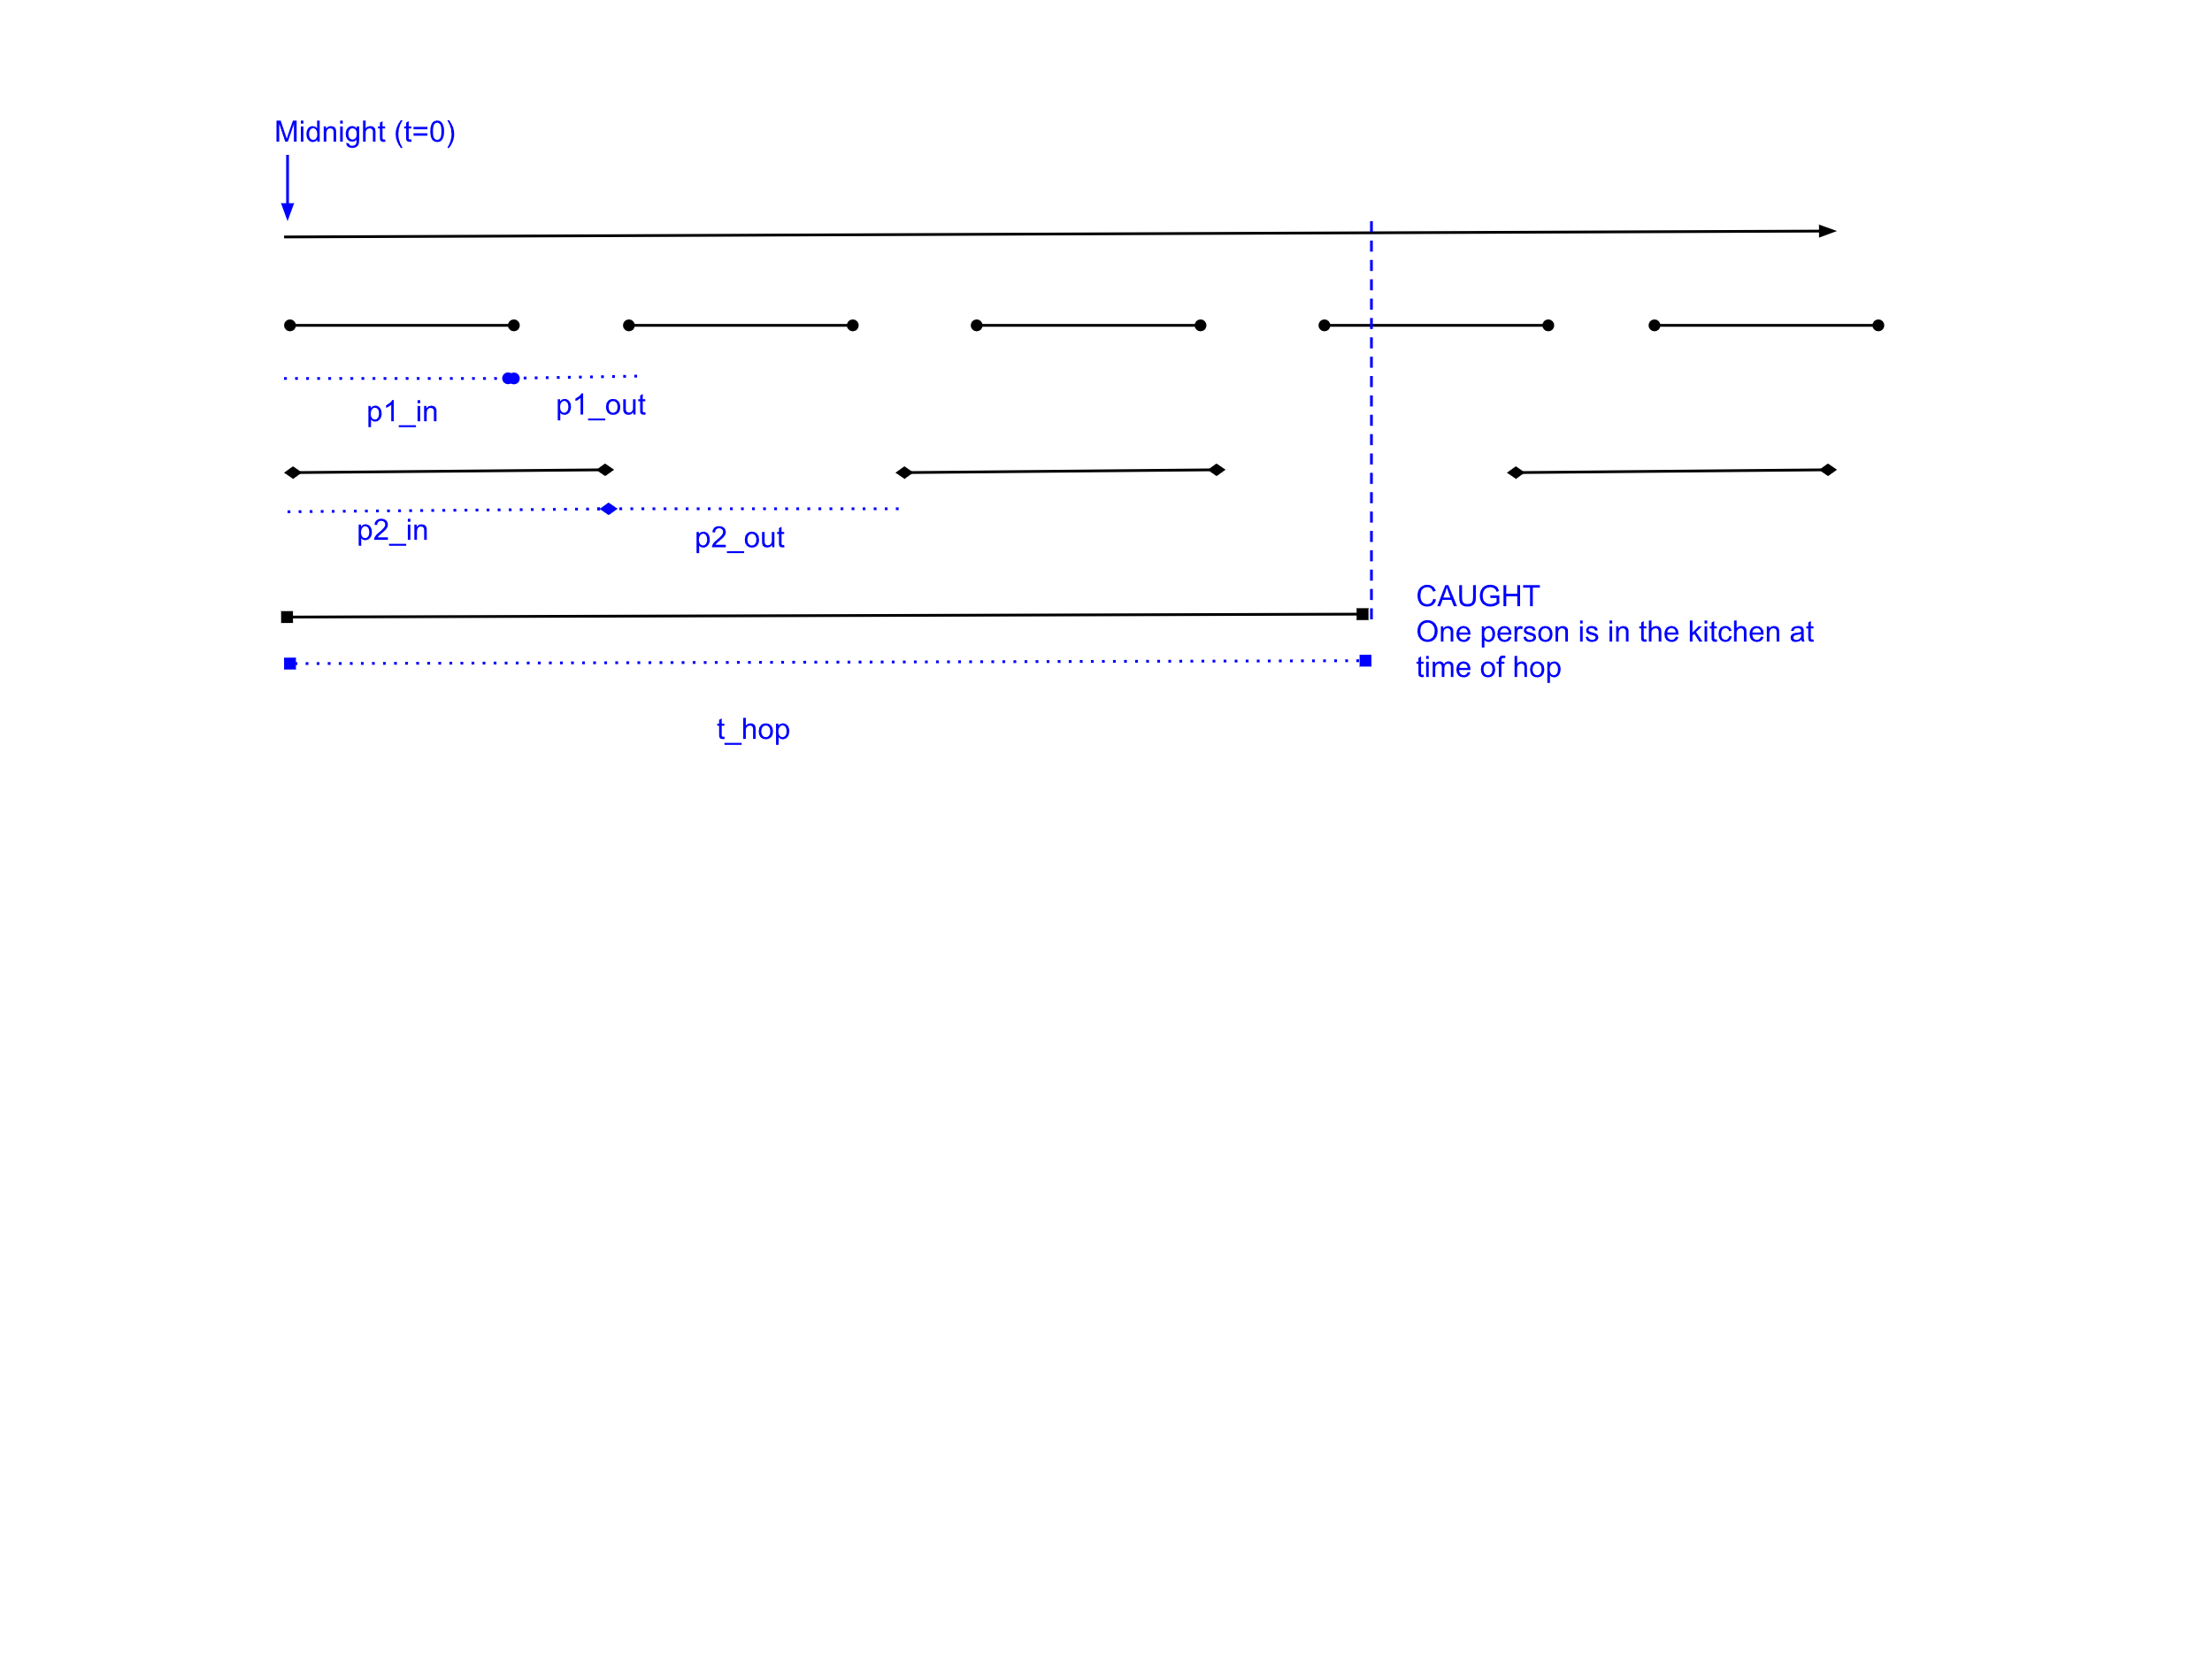 Midnight (t=0)
p1_in
p1_out
p2_in
p2_out
CAUGHT
One person is in the kitchen at
time of hop
t_hop